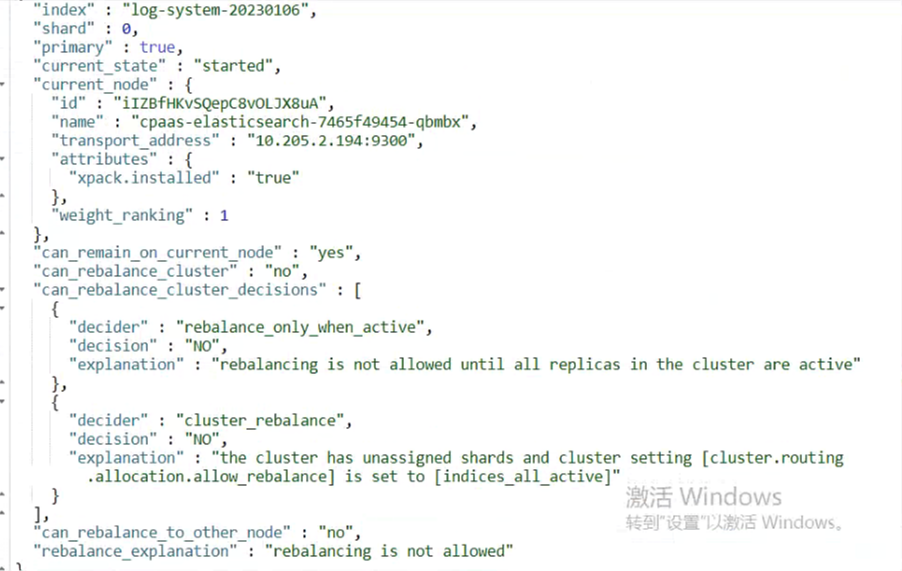 "index" : "log-system-20230106",
"shard" : 0,
"primary" : true,
"current_state" : "started",
"current_node" : {
"id" : "iIZBfHKvSQepC8vOLJX8uA",
"name" : "cpaas-elasticsearch-7465f49454-qbmbx",
"transport_address" : "10.205.2.194:9300",
"attributes" : {
"xpack.installed" : "true"
},
"weight_ranking" : 1
},
"can_remain_on_current_node" : "yes",
"can_rebalance_cluster" : "no",
"can_rebalance_cluster_decisions" : [
{
"decider" : "rebalance_only_when_active",
"decision" : "NO",
"explanation" : "rebalancing is not allowed until all replicas in the cluster are active"
},
{
"decider" : "cluster_rebalance",
"decision" : "NO",
"explanation" : "the cluster has unassigned shards and cluster setting [cluster.routing
.allocation.allow_rebalance] is set to [indices_all_active]"
}
],
"can_rebalance_to_other_node" : "no",
"rebalance_explanation" : "rebalancing is not allowed"
}
激活 Windows
转到"设置"以激活 Windows。